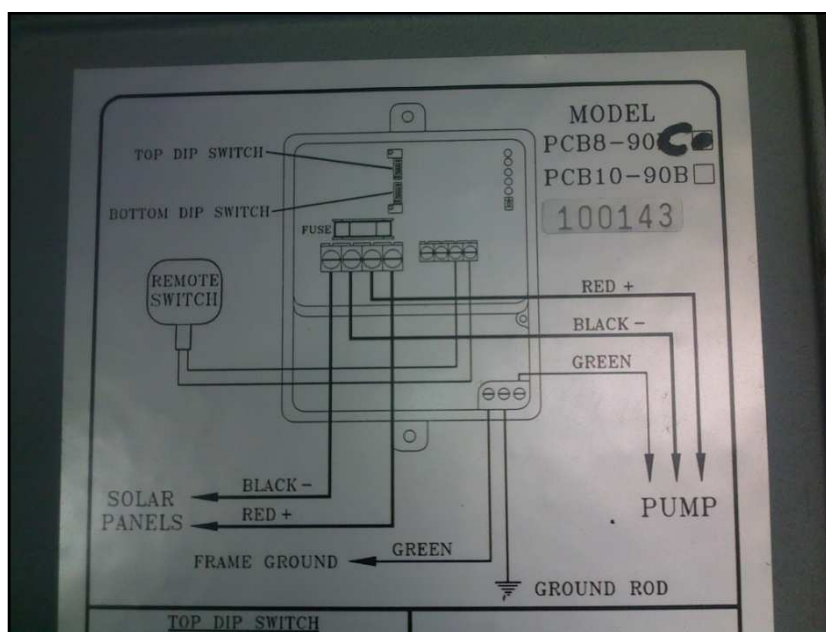 MODEL
TOP DIP SWITCH
PCB8-90
C
PCB10-90B
BOTTOM DIP SWITCH
100143
FUSE
REMOTE
SWITCH
RED +
BLACK -
GREEN
BLACK -
SOLAR
PANELS
RED +
PUMP
GREEN
FRAME GROUND
GROUND ROD
TOP DIP SWITCH